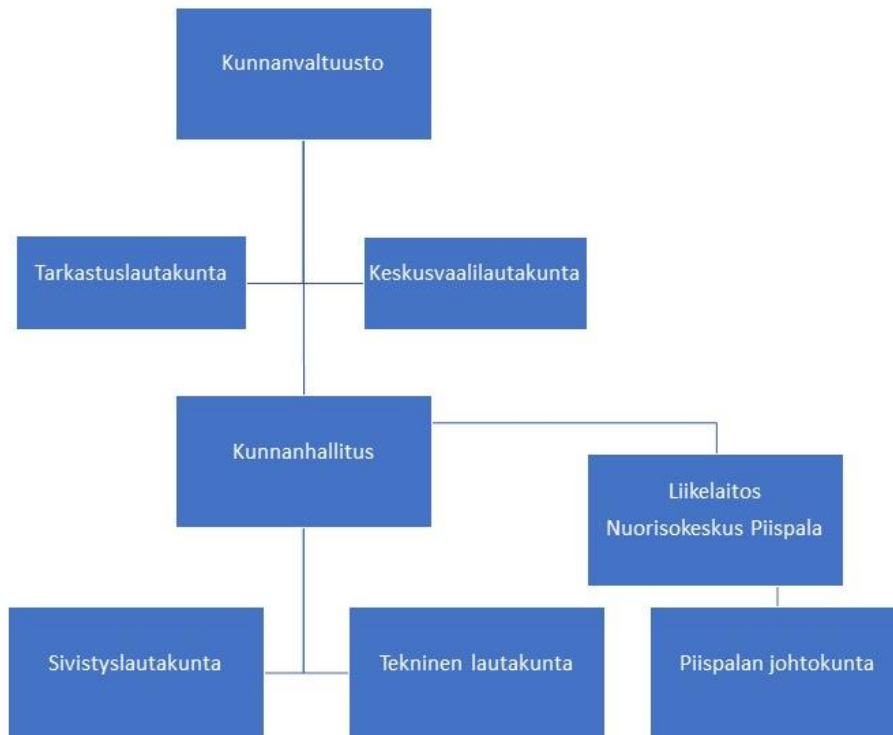 Kunnanvaltuusto
Tarkastuslautakunta
Keskusvaalilautakunta
Kunnanhallitus
Liikelaitos
Nuorisokeskus Piispala
Sivistyslautakunta
Tekninen lautakunta
Piispalan johtokunta